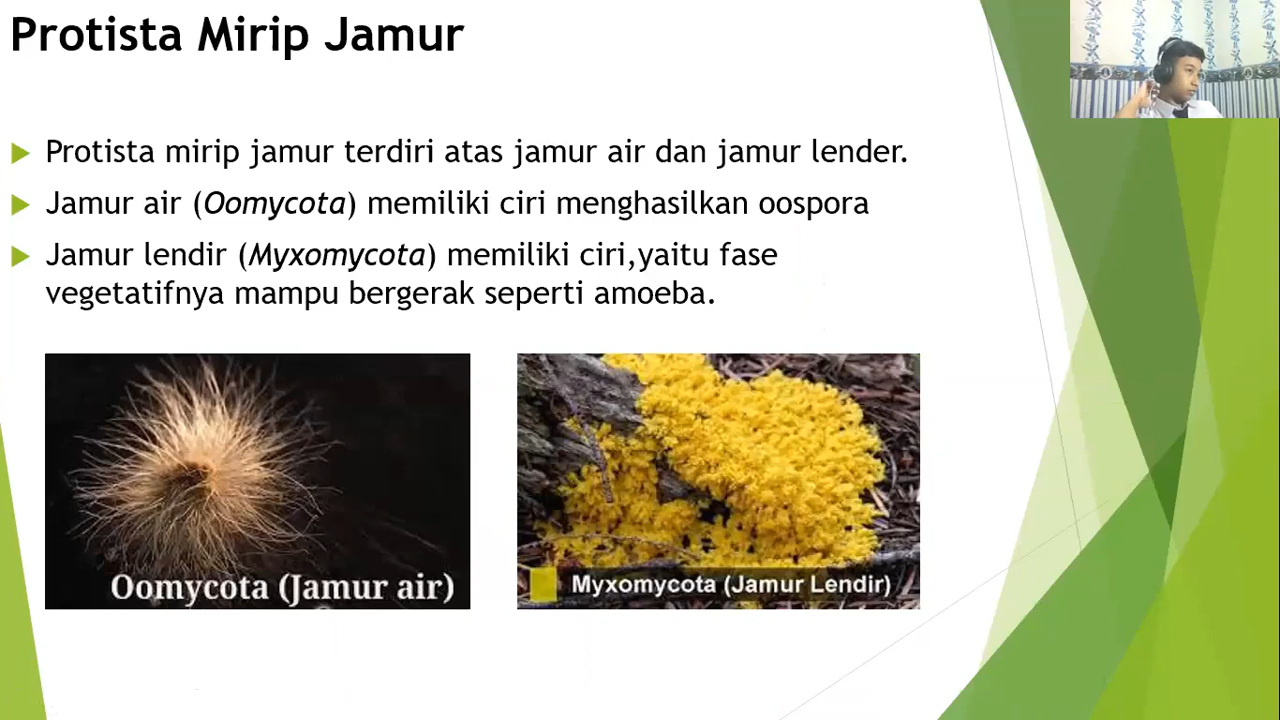 Protista Mirip Jamur
Protista mirip jamur terdiri atas jamur air dan jamur lender.
Jamur air (Oomycota) memiliki ciri menghasilkan oospora
Jamur lendir (Myxomycota) memiliki ciri,yaitu fase
vegetatifnya mampu bergerak seperti amoeba.
Oomycota (Jamur air)
Myxomycota (Jamur Lendir)